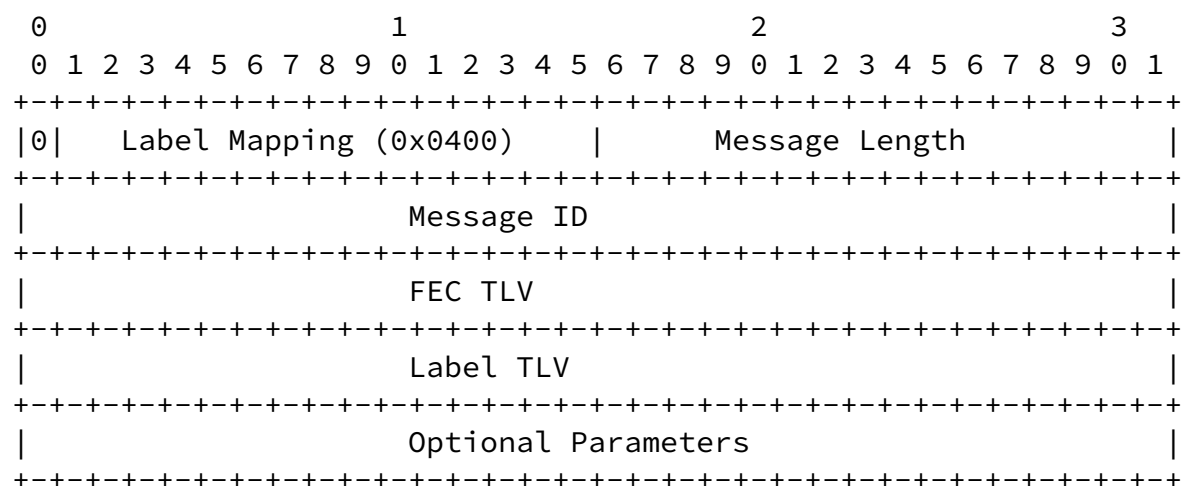 0                   1                   2                   3
 0 1 2 3 4 5 6 7 8 9 0 1 2 3 4 5 6 7 8 9 0 1 2 3 4 5 6 7 8 9 0 1
+-+-+-+-+-+-+-+-+-+-+-+-+-+-+-+-+-+-+-+-+-+-+-+-+-+-+-+-+-+-+-+-+
|0|   Label Mapping (0x0400)    |      Message Length           |
+-+-+-+-+-+-+-+-+-+-+-+-+-+-+-+-+-+-+-+-+-+-+-+-+-+-+-+-+-+-+-+-+
|                     Message ID                                |
+-+-+-+-+-+-+-+-+-+-+-+-+-+-+-+-+-+-+-+-+-+-+-+-+-+-+-+-+-+-+-+-+
|                     FEC TLV                                   |
+-+-+-+-+-+-+-+-+-+-+-+-+-+-+-+-+-+-+-+-+-+-+-+-+-+-+-+-+-+-+-+-+
|                     Label TLV                                 |
+-+-+-+-+-+-+-+-+-+-+-+-+-+-+-+-+-+-+-+-+-+-+-+-+-+-+-+-+-+-+-+-+
|                     Optional Parameters                       |
+-+-+-+-+-+-+-+-+-+-+-+-+-+-+-+-+-+-+-+-+-+-+-+-+-+-+-+-+-+-+-+-+